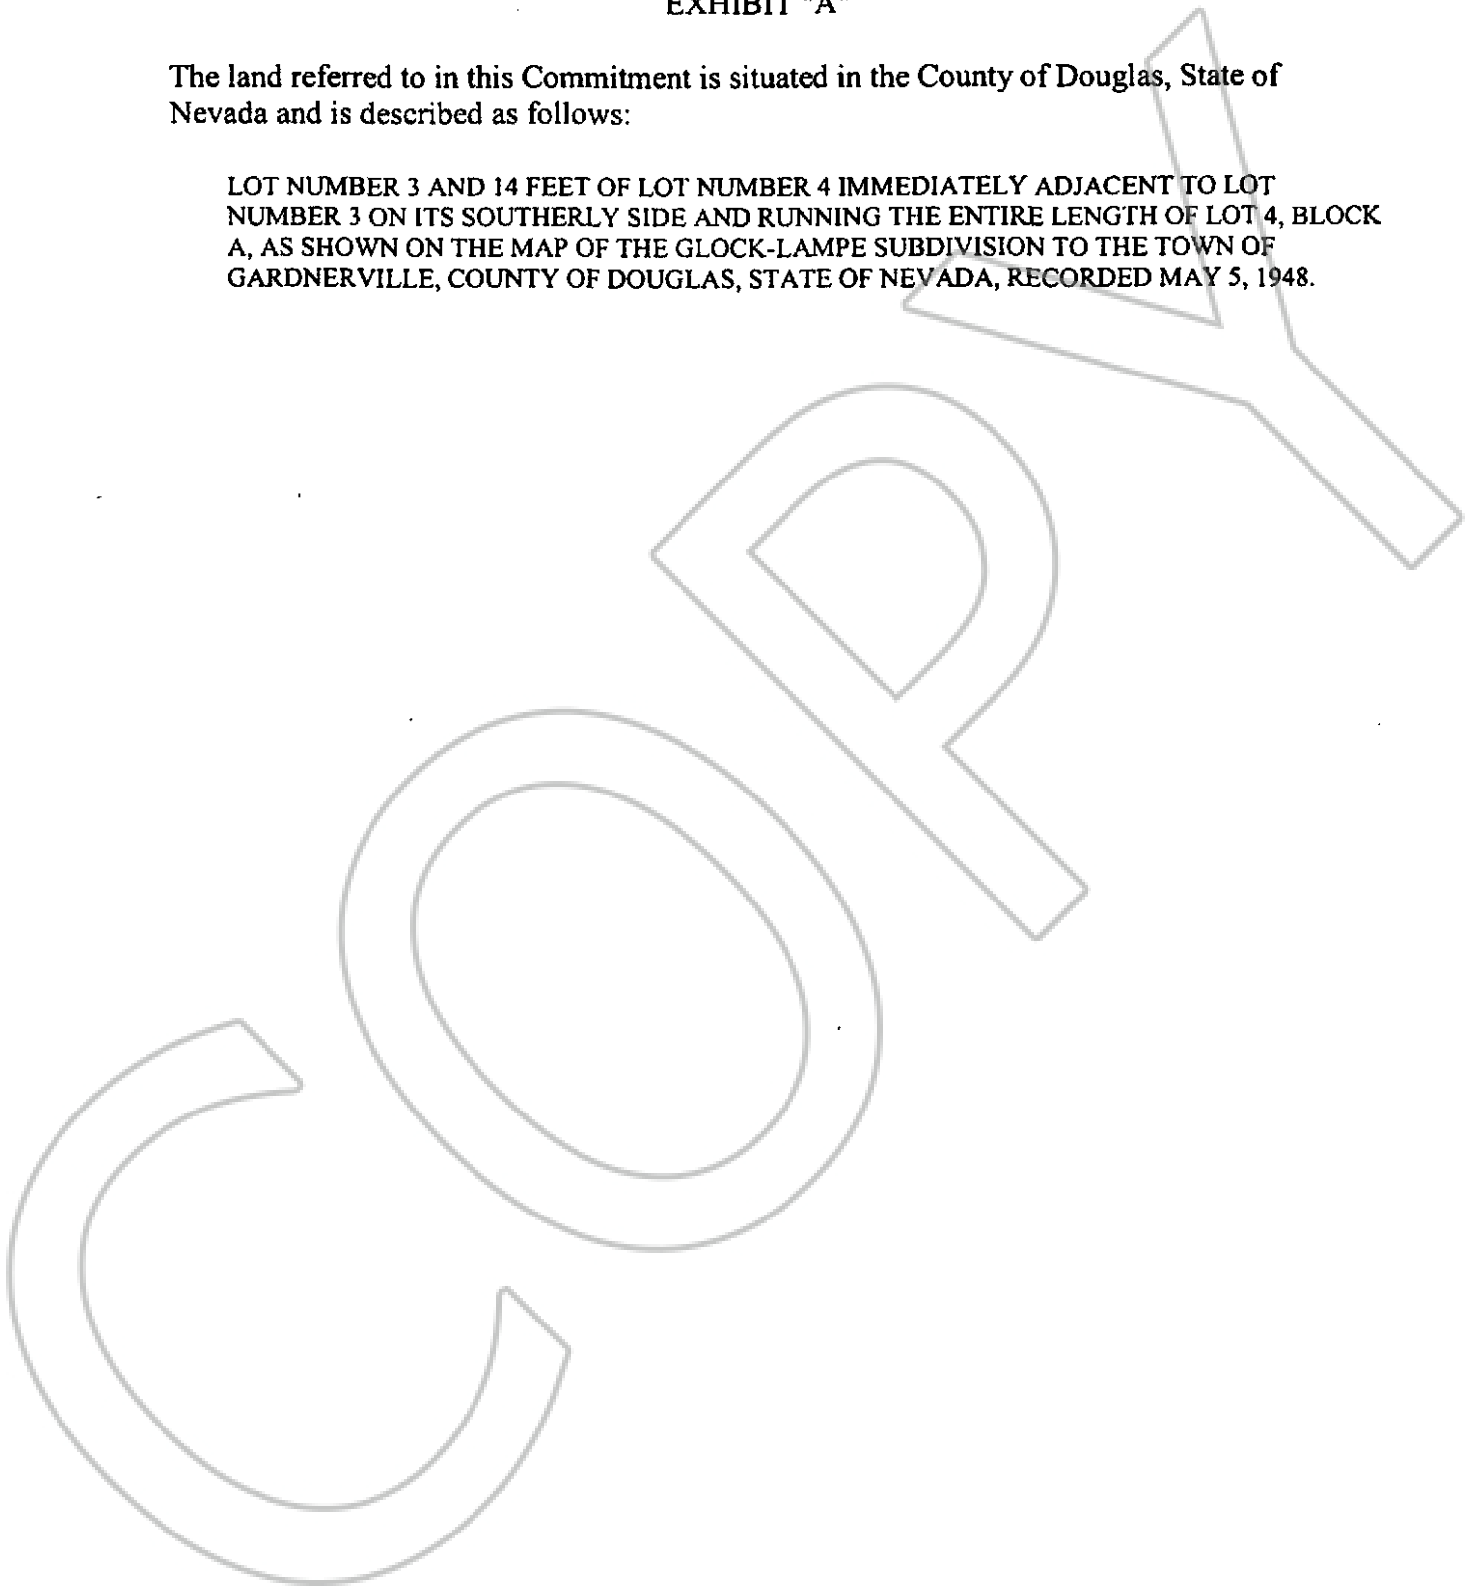 EXHIBIT "A"
The land referred to in this Commitment is situated in the County of Douglas, State of
Nevada and is described as follows:
LOT NUMBER 3 AND 14 FEET OF LOT NUMBER 4 IMMEDIATELY ADJACENT TO LOT
NUMBER 3 ON ITS SOUTHERLY SIDE AND RUNNING THE ENTIRE LENGTH OF LOT 4, BLOCK
A, AS SHOWN ON THE MAP OF THE GLOCK-LAMPE SUBDIVISION TO THE TOWN OF
GARDNERVILLE, COUNTY OF DOUGLAS, STATE OF NEVADA, RECORDED MAY 5, 1948.
COPY